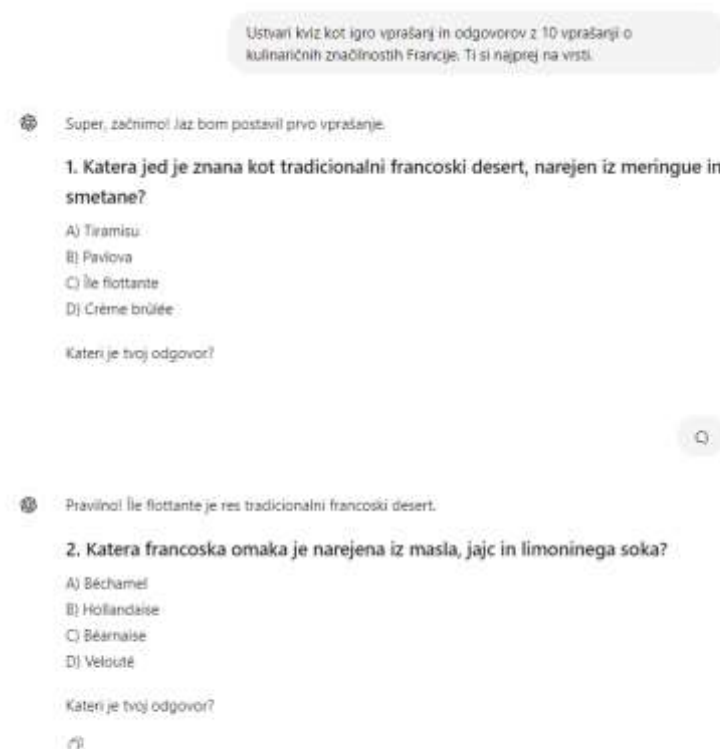 Ustvari kviz kot igro vprašanj in odgovorov z 10 vprašanji o
kulinaričnih značilnostih Francije. Ti si najprej na vrsti.
Super, začnimo! Jaz bom postavil prvo vprašanje.
1. Katera jed je znana kot tradicionalni francoski desert, narejen iz meringue in
smetane?
A) Tiramisu
B) Pavlova
C) Île flottante
D) Crème brûlée
Kateri je tvoj odgovor?
Pravilno! Île flottante je res tradicionalni francoski desert.
2. Katera francoska omaka je narejena iz masla, jajc in limoninega soka?
A) Béchamel
B) Hollandaise
C) Béarnaise
D) Velouté
Kateri je tvoj odgovor?